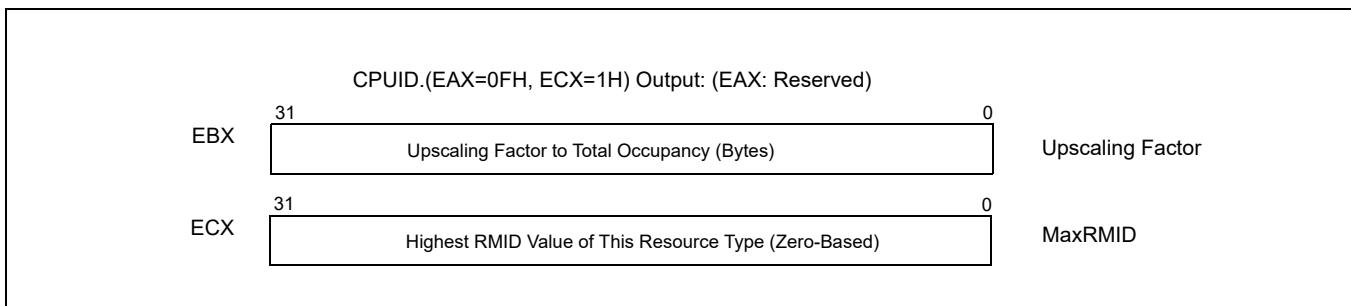 CPUID.(EAX=0FH, ECX=1H) Output: (EAX: Reserved)
31 0
EBX Upscaling Factor to Total Occupancy (Bytes) Upscaling Factor
31 0
ECX Highest RMID Value of This Resource Type (Zero-Based) MaxRMID